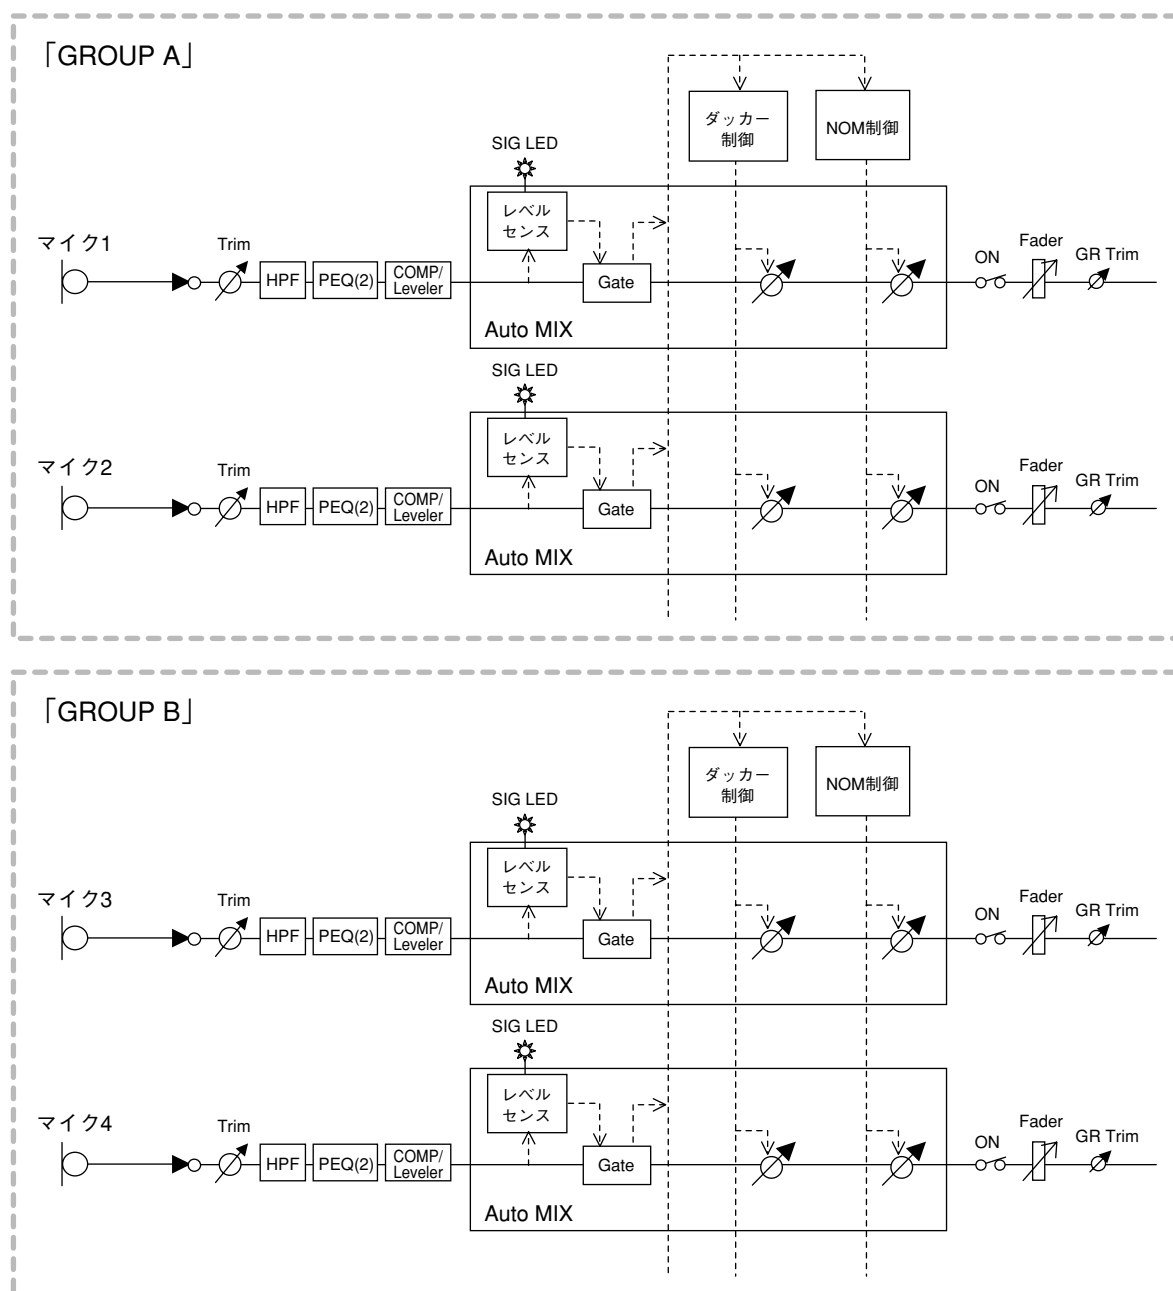 「GROUP A」
ダッカー
制御
NOM制御
SIG LED
レベル
センス
マイク1
Trim
HPF
PEQ(2)
COMP/
Leveler
Gate
ON
Fader
GR Trim
Auto MIX
SIG LED
レベル
センス
マイク2
Trim
HPF
PEQ(2)
COMP/
Leveler
Gate
ON
Fader
GR Trim
Auto MIX
「GROUP B」
ダッカー
制御
NOM制御
SIG LED
レベル
センス
マイク3
Trim
HPF
PEQ(2)
COMP/
Leveler
Gate
ON
Fader
GR Trim
Auto MIX
SIG LED
レベル
センス
マイク4
Trim
HPF
PEQ(2)
COMP/
Leveler
Gate
ON
Fader
GR Trim
Auto MIX